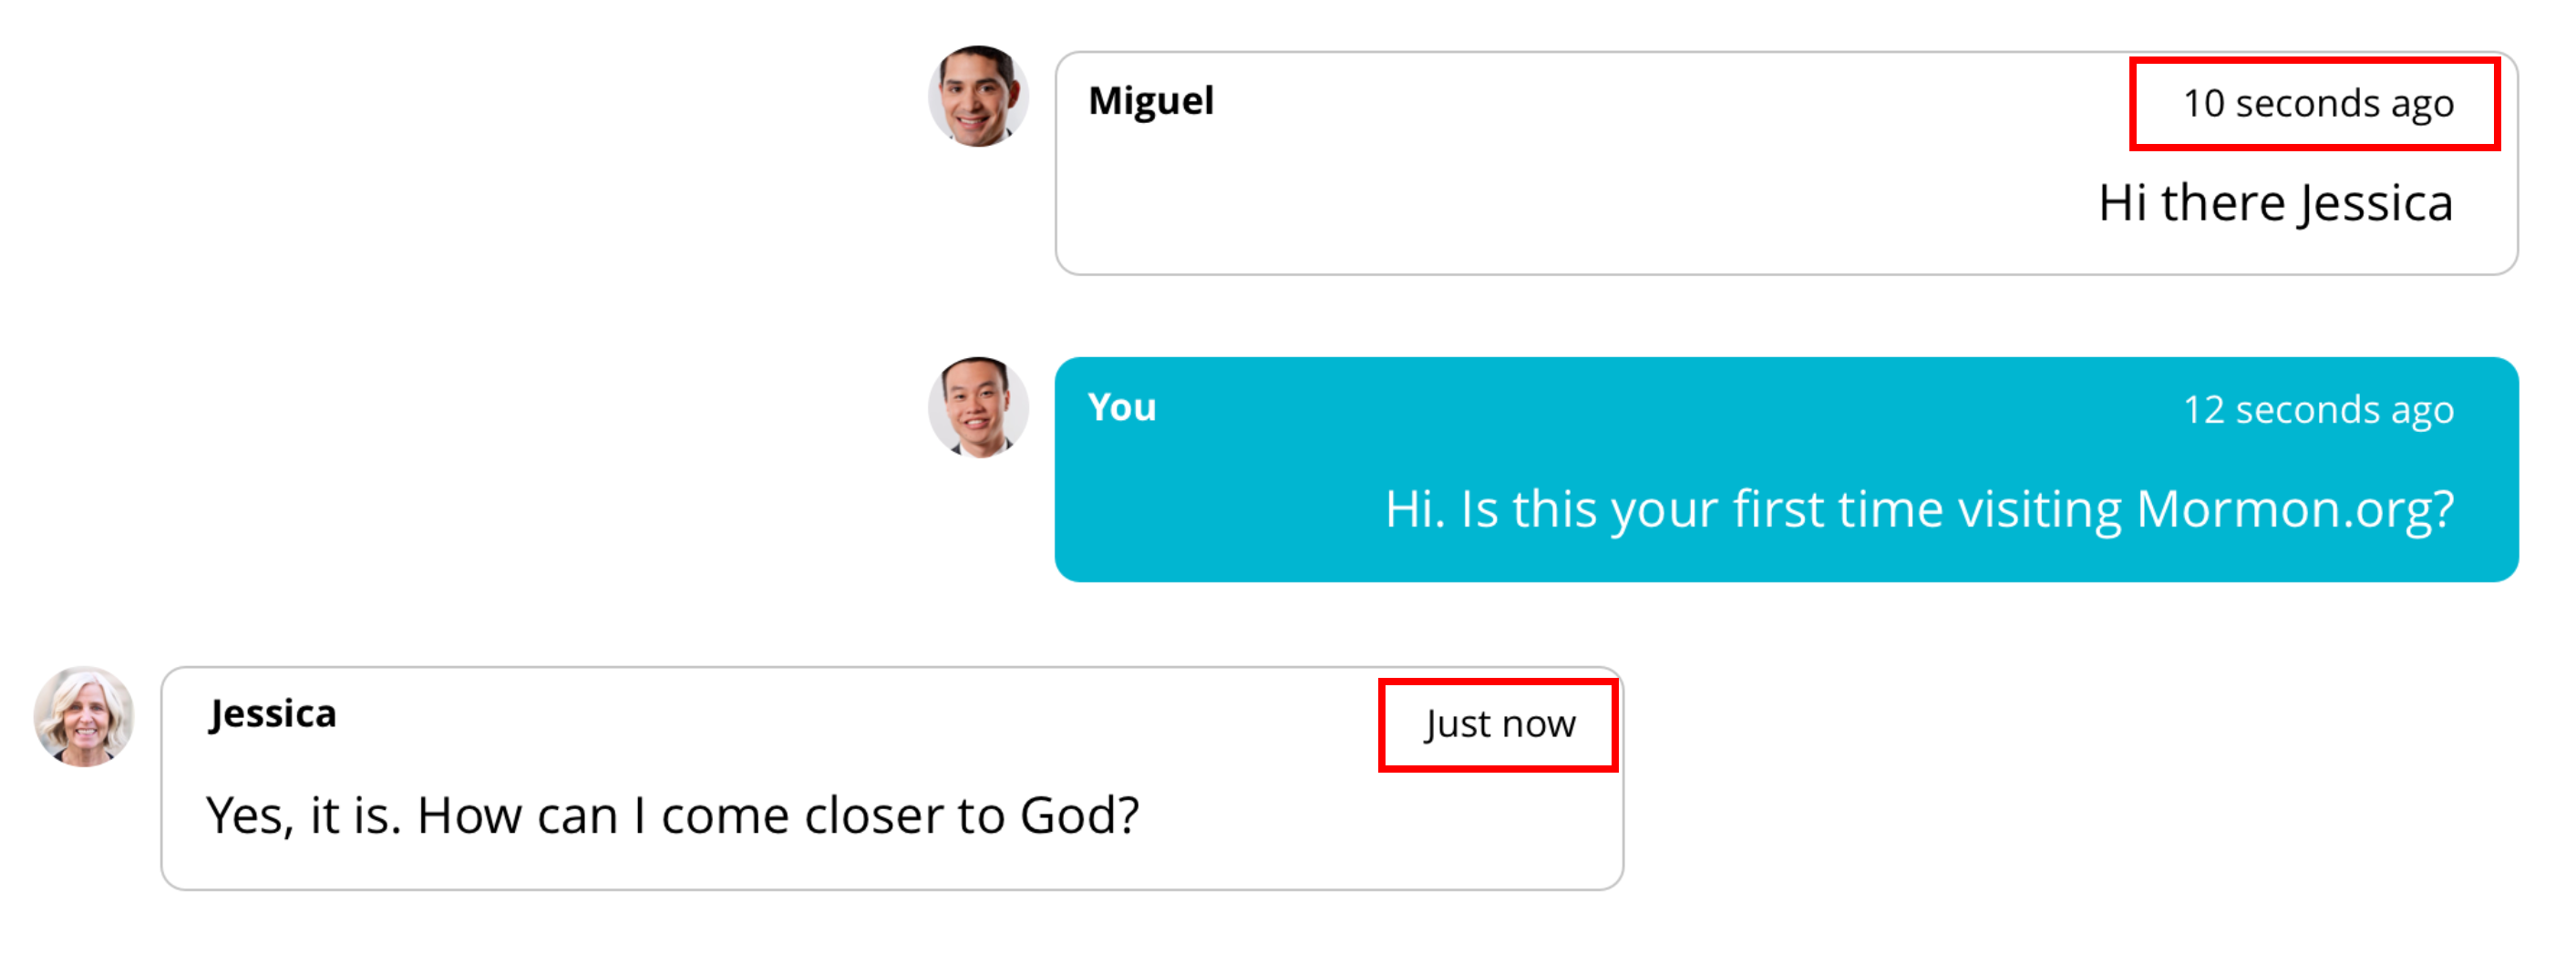 Miguel
10 seconds ago
Hi there Jessica
You
12 seconds ago
Hi. Is this your first time visiting Mormon.org?
Jessica
Just now
Yes, it is. How can I come closer to God?